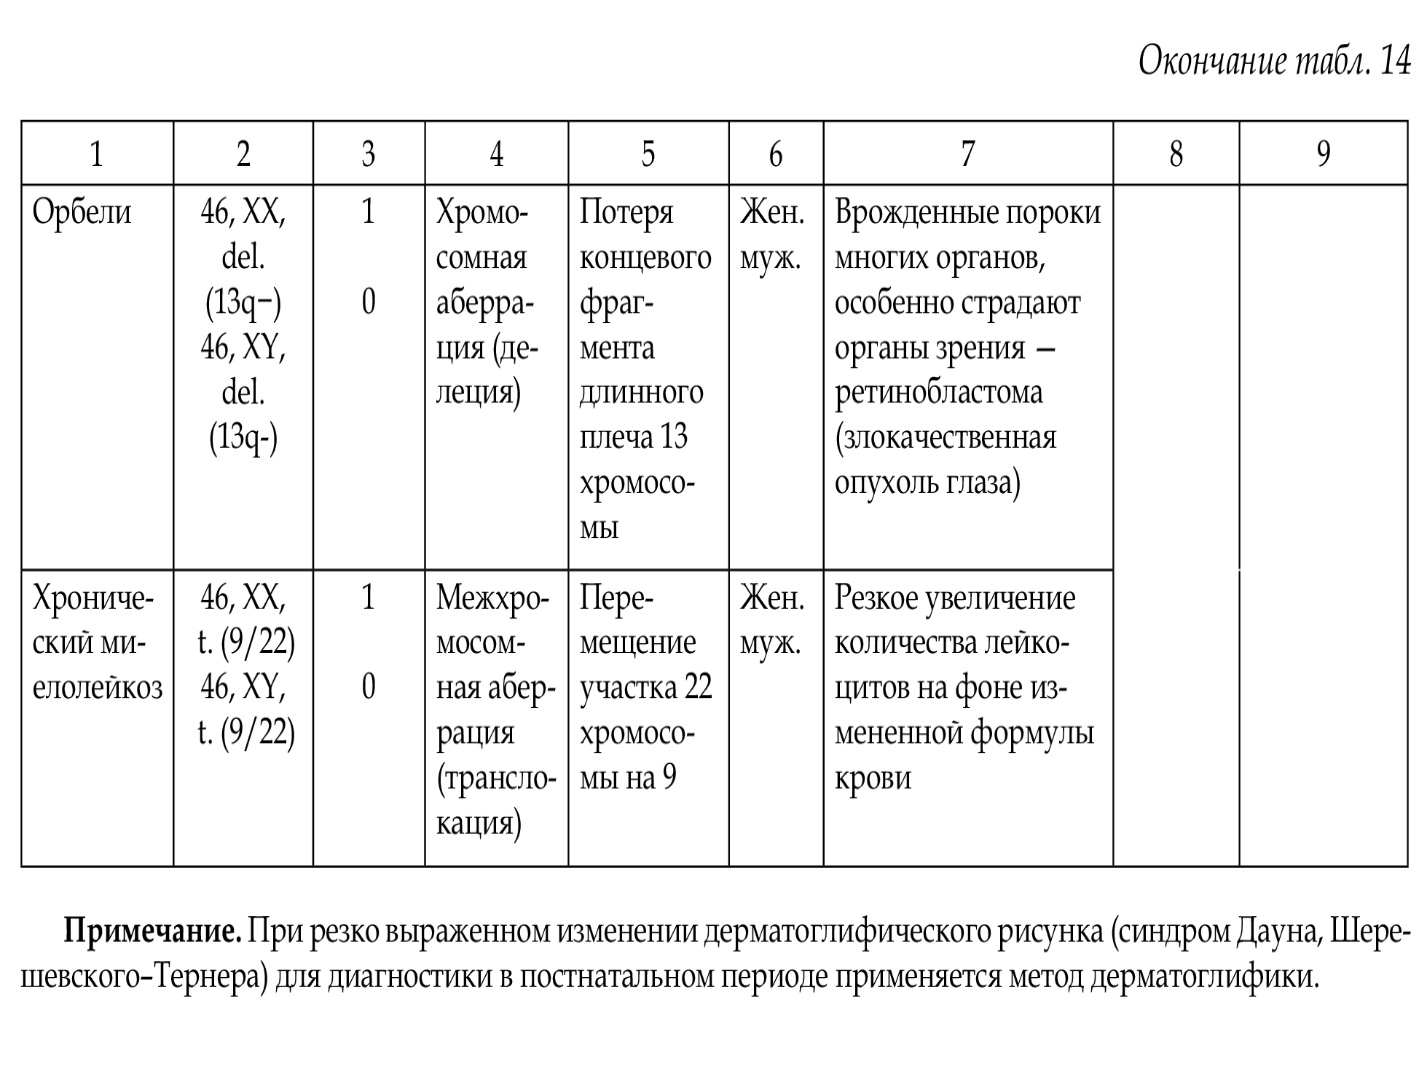 Окончание табл. 14
1 2 3 4 5 6 7 8 9
Орбели
46, XX,
del.
(13q−)
46, XY,
del.
(13q-)
1
0
Хромо-
сомная
аберра-
ция (де-
леция)
Потеря
концевого
фраг-
мента
длинного
плеча 13
хромосо-
мы
Жен.
муж.
Врожденные пороки
многих органов,
особенно страдают
органы зрения —
ретинобластома
(злокачественная
опухоль глаза)
Хрониче-
ский ми-
елолейкоз
46, XX,
t. (9/22)
46, XY,
t. (9/22)
1
0
Межхро-
мосом-
ная абер-
рация
(трансло-
кация)
Пере-
мещение
участка 22
хромосо-
мы на 9
Жен.
муж.
Резкое увеличение
количества лейко-
цитов на фоне из-
мененной формулы
крови
Примечание. При резко выраженном изменении дерматоглифического рисунка (синдром Дауна, Шере-
шевского–Тернера) для диагностики в постнатальном периоде применяется метод дерматоглифики.